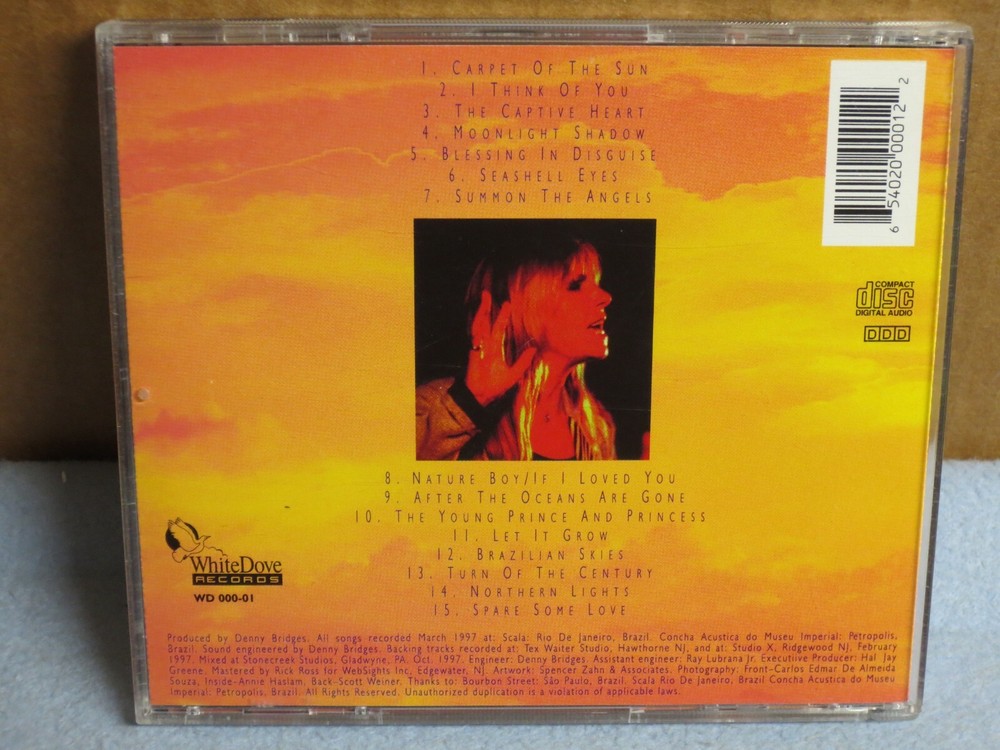 1. CARPET OF THE SUN
2. I THINK OF YOU
3. THE CAPTIVE HEART
4. MOONLIGHT SHADOW
5. BLESSING IN DISGUISE
6. SEASHELL EYES
7. SUMMON THE ANGELS
6 54020 00012 2
COMPACT
disc
DIGITAL AUDIO
DDD
8. NATURE BOY/IF I LOVED YOU
9. AFTER THE OCEANS ARE GONE
10. THE YOUNG PRINCE AND PRINCESS
11. LET IT GROW
12. BRAZILIAN SKIES
13. TURN OF THE CENTURY
14. NORTHERN LIGHTS
15. SPARE SOME LOVE
WhiteDove
RECORDS
WD 000-01
Produced by Denny Bridges. All songs recorded March 1997 at: Scala: Rio De Janeiro, Brazil. Concha Acustica do Museu Imperial: Petropolis,
Brazil. Sound engineered by Denny Bridges. Backing tracks recorded at: Tex Waiter Studio, Hawthorne NJ, and at: Studio X, Ridgewood NJ, February
1997. Mixed at Stonecreek Studios, Gladwyne, PA. Oct. 1997. Engineer: Denny Bridges. Assistant engineer: Ray Lubrana Jr. Executive Producer: Hal Jay
Greene. Mastered by Rick Ross for WebSights Inc, Edgewater, NJ. Artwork: Spencer Zahn & Associates. Photography: Front-Carlos Edmar De Almeida
Souza, Inside-Annie Haslam, Back-Scott Weiner. Thanks to: Bourbon Street: São Paulo, Brazil. Scala Rio De Janeiro, Brazil Concha Acustica do Museu
Imperial: Petropolis, Brazil. All Rights Reserved. Unauthorized duplication is a violation of applicable laws.